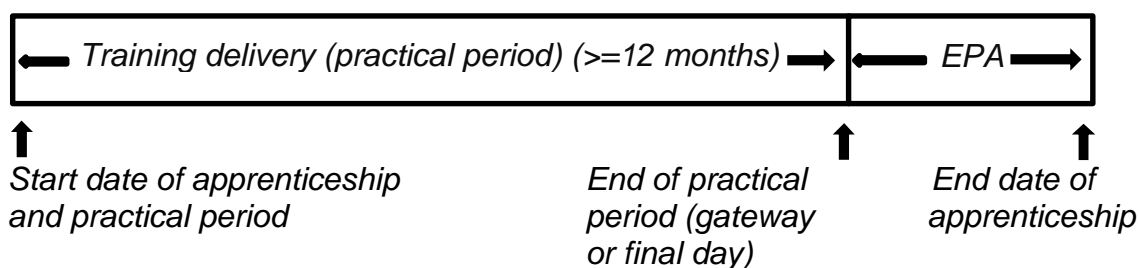 Training delivery (practical period) (>=12 months)
EPA
Start date of apprenticeship
and practical period
End of practical
period (gateway
or final day)
End date of
apprenticeship